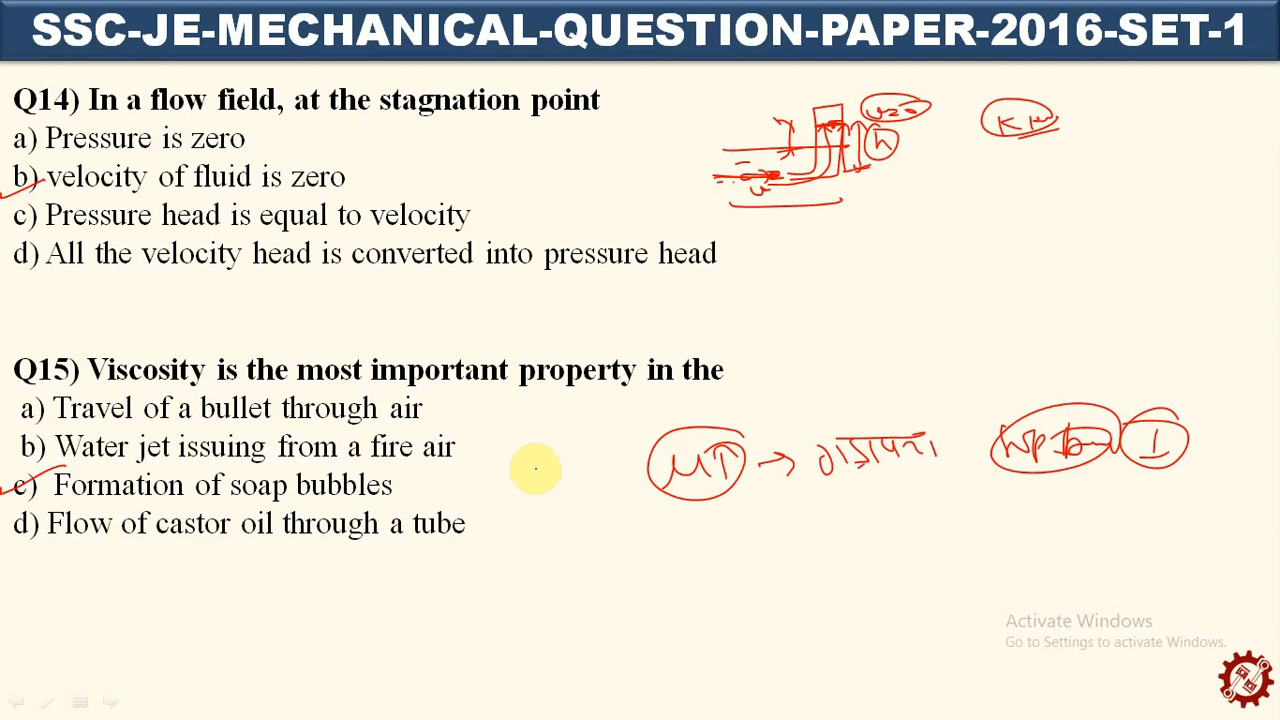 SSC-JE-MECHANICAL-QUESTION-PAPER-2016-SET-1
Q14) In a flow field, at the stagnation point
a) Pressure is zero
b) velocity of fluid is zero
c) Pressure head is equal to velocity
d) All the velocity head is converted into pressure head
v=0
h
v
Q15) Viscosity is the most important property in the
a) Travel of a bullet through air
b) Water jet issuing from a fire air
c) Formation of soap bubbles
d) Flow of castor oil through a tube
μ↑ → गाढ़ापन
I
Activate Windows
Go to Settings to activate Windows.